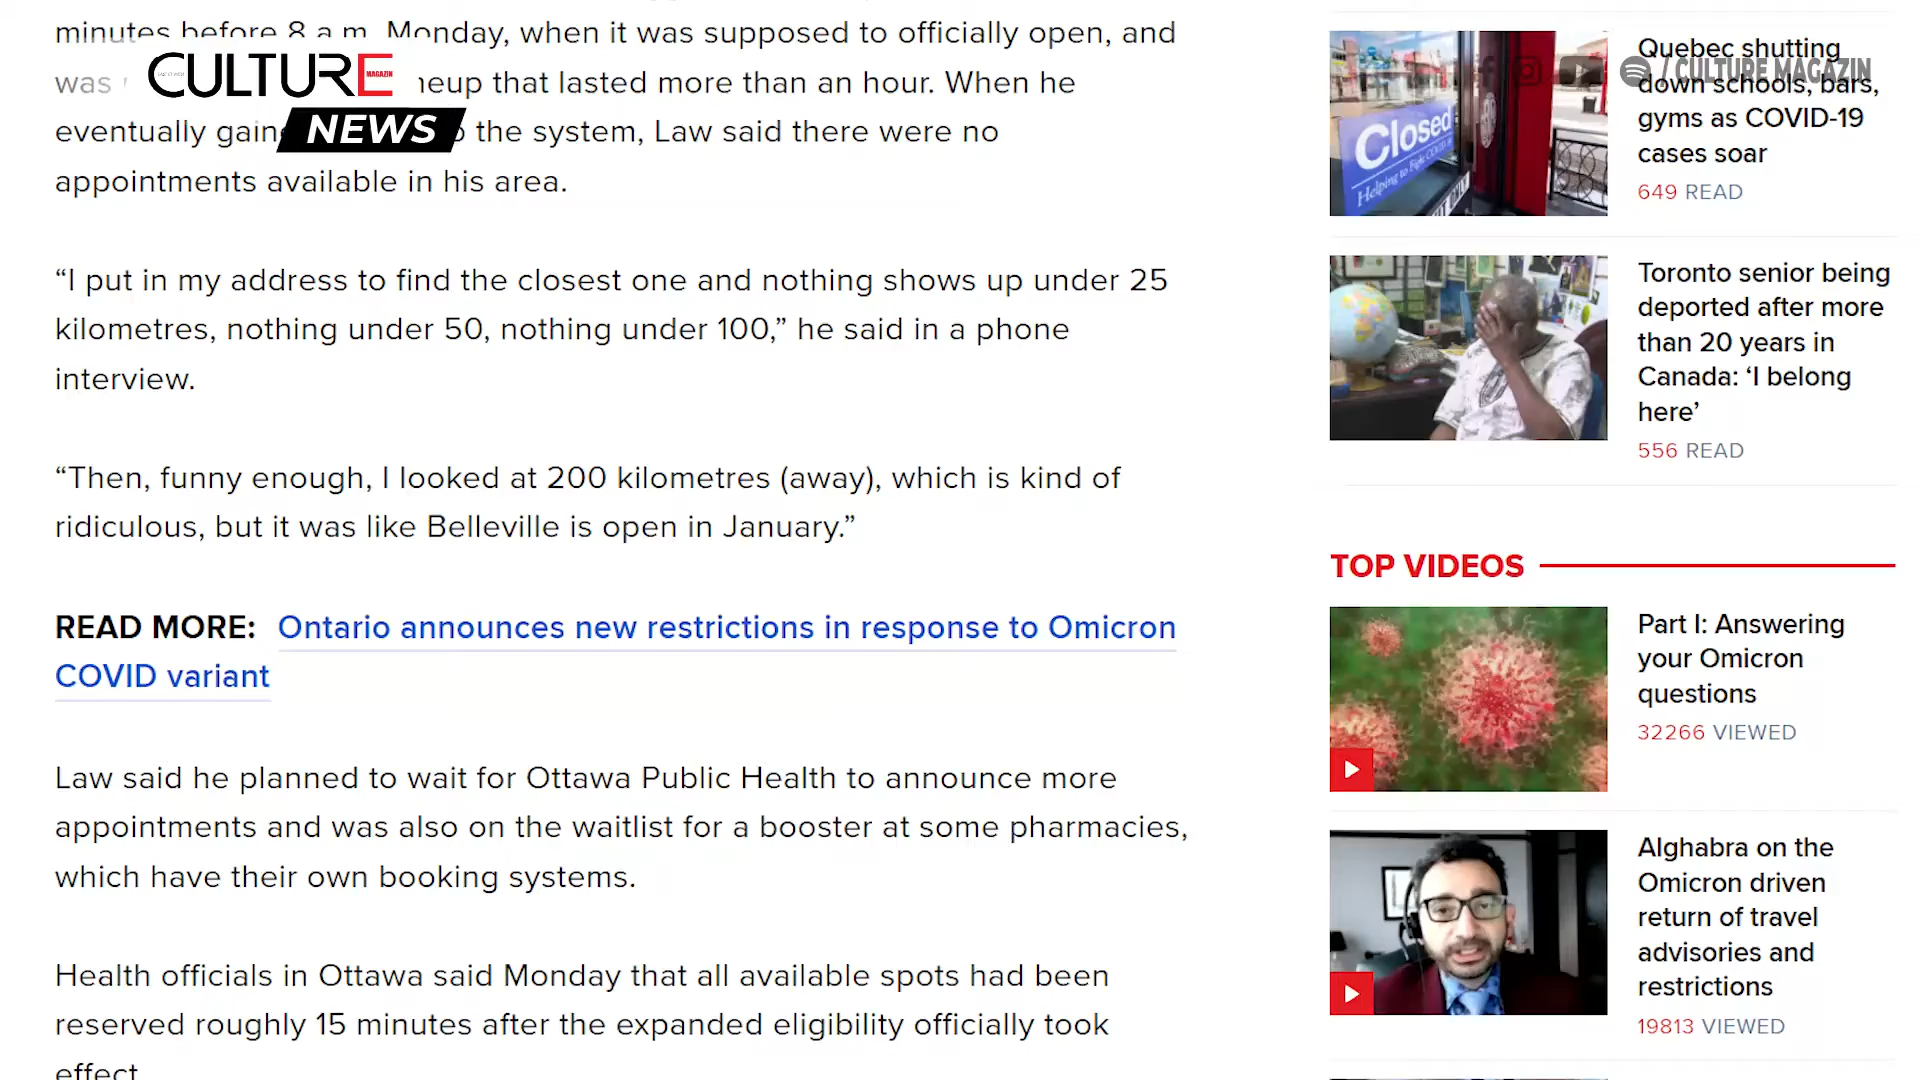 minutes before 8 a.m. Monday, when it was supposed to officially open, and
was neup that lasted more than an hour. When he
eventually gain the system, Law said there were no
appointments available in his area.
CULTURE
MAGAZIN
NEWS
“I put in my address to find the closest one and nothing shows up under 25
kilometres, nothing under 50, nothing under 100,” he said in a phone
interview.
“Then, funny enough, I looked at 200 kilometres (away), which is kind of
ridiculous, but it was like Belleville is open in January.”
READ MORE: Ontario announces new restrictions in response to Omicron
COVID variant
Law said he planned to wait for Ottawa Public Health to announce more
appointments and was also on the waitlist for a booster at some pharmacies,
which have their own booking systems.
Health officials in Ottawa said Monday that all available spots had been
reserved roughly 15 minutes after the expanded eligibility officially took
effect
Closed
Helping to Fight COVID-19
Quebec shutting
/ CULTURE MAGAZIN
down schools, bars,
gyms as COVID-19
cases soar
649 READ
Toronto senior being
deported after more
than 20 years in
Canada: ‘I belong
here’
556 READ
TOP VIDEOS
Part I: Answering
your Omicron
questions
32266 VIEWED
Alghabra on the
Omicron driven
return of travel
advisories and
restrictions
19813 VIEWED